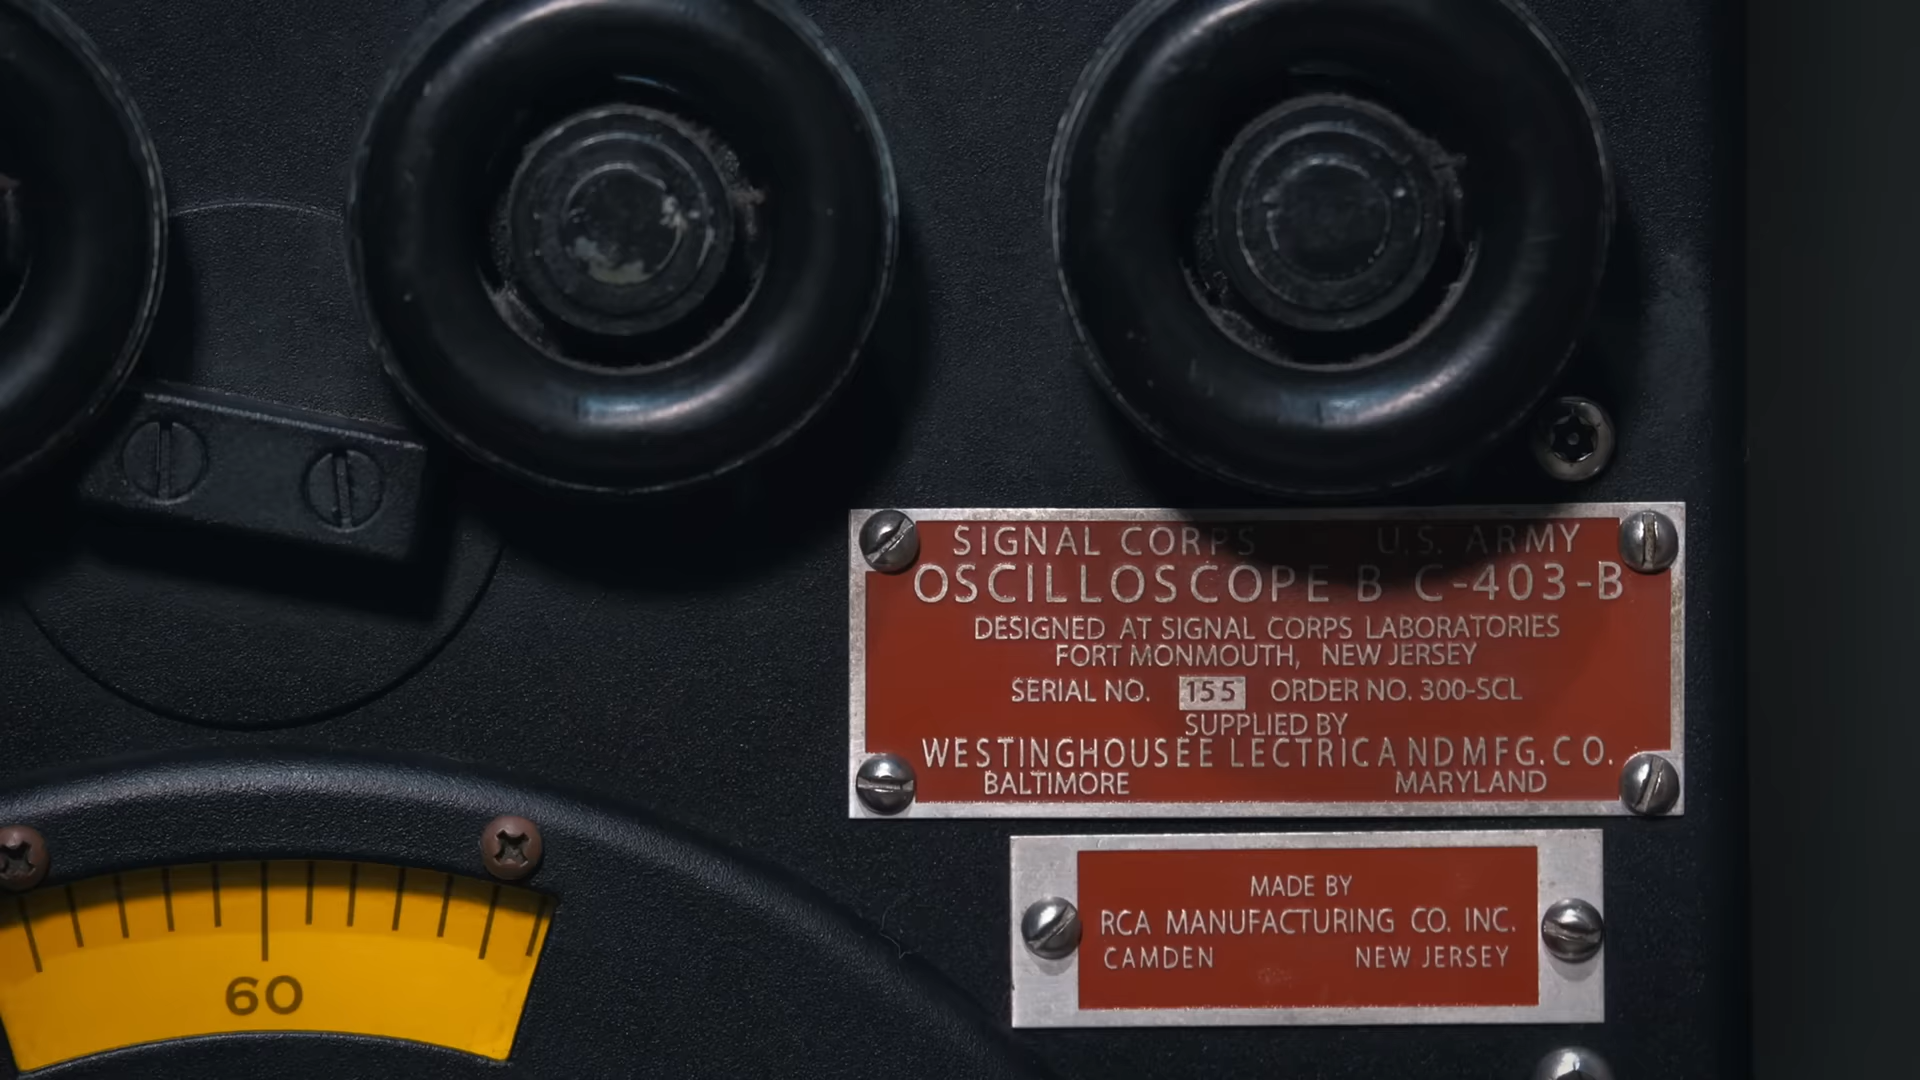 SIGNAL CORPS U.S. ARMY
OSCILLOSCOPE B C-403-B
DESIGNED AT SIGNAL CORPS LABORATORIES
FORT MONMOUTH, NEW JERSEY
SERIAL NO. 155 ORDER NO. 300-SCL
SUPPLIED BY
WESTINGHOUSEE LECTRICANDMFG.CO.
BALTIMORE MARYLAND
MADE BY
RCA MANUFACTURING CO. INC.
CAMDEN NEW JERSEY
60